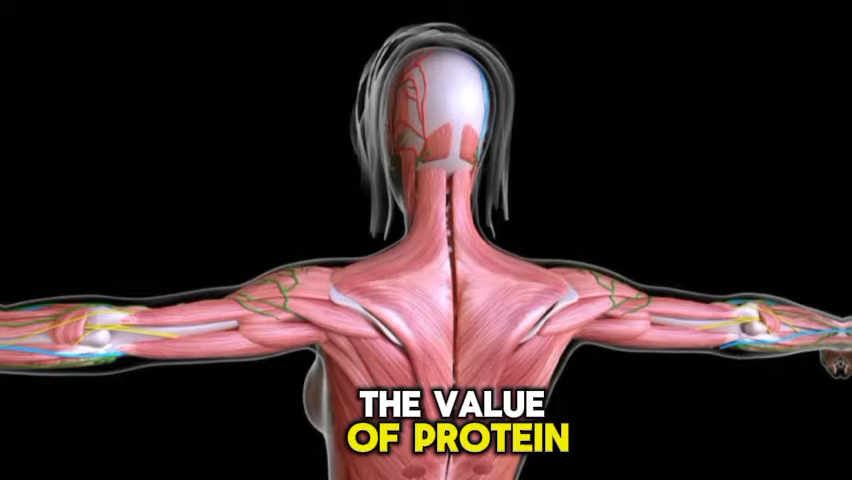 THE VALUE
OF PROTEIN